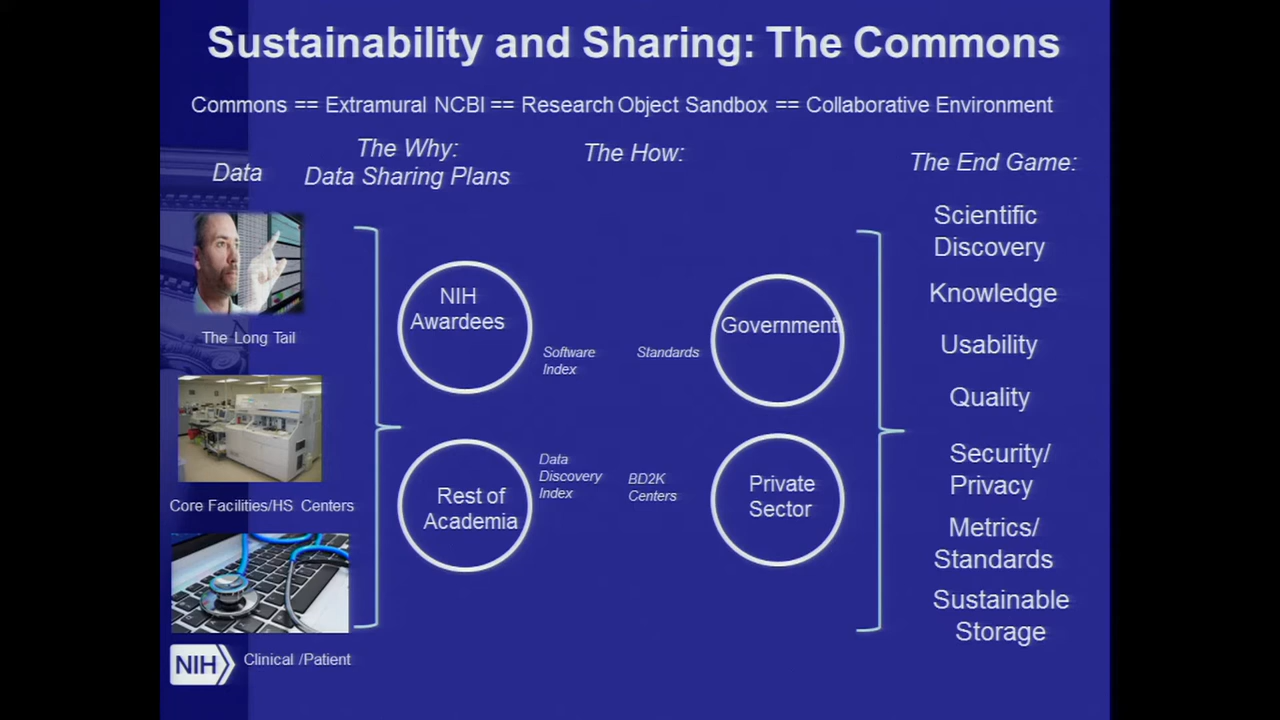 Sustainability and Sharing: The Commons
Commons == Extramural NCBI == Research Object Sandbox == Collaborative Environment
Data
The Why:
Data Sharing Plans
The How:
The End Game:
The Long Tail
Core Facilities/HS Centers
Clinical /Patient
NIH
NIH
Awardees
Rest of
Academia
Software
Index
Standards
Data
Discovery
Index
BD2K
Centers
Government
Private
Sector
Scientific
Discovery
Knowledge
Usability
Quality
Security/
Privacy
Metrics/
Standards
Sustainable
Storage